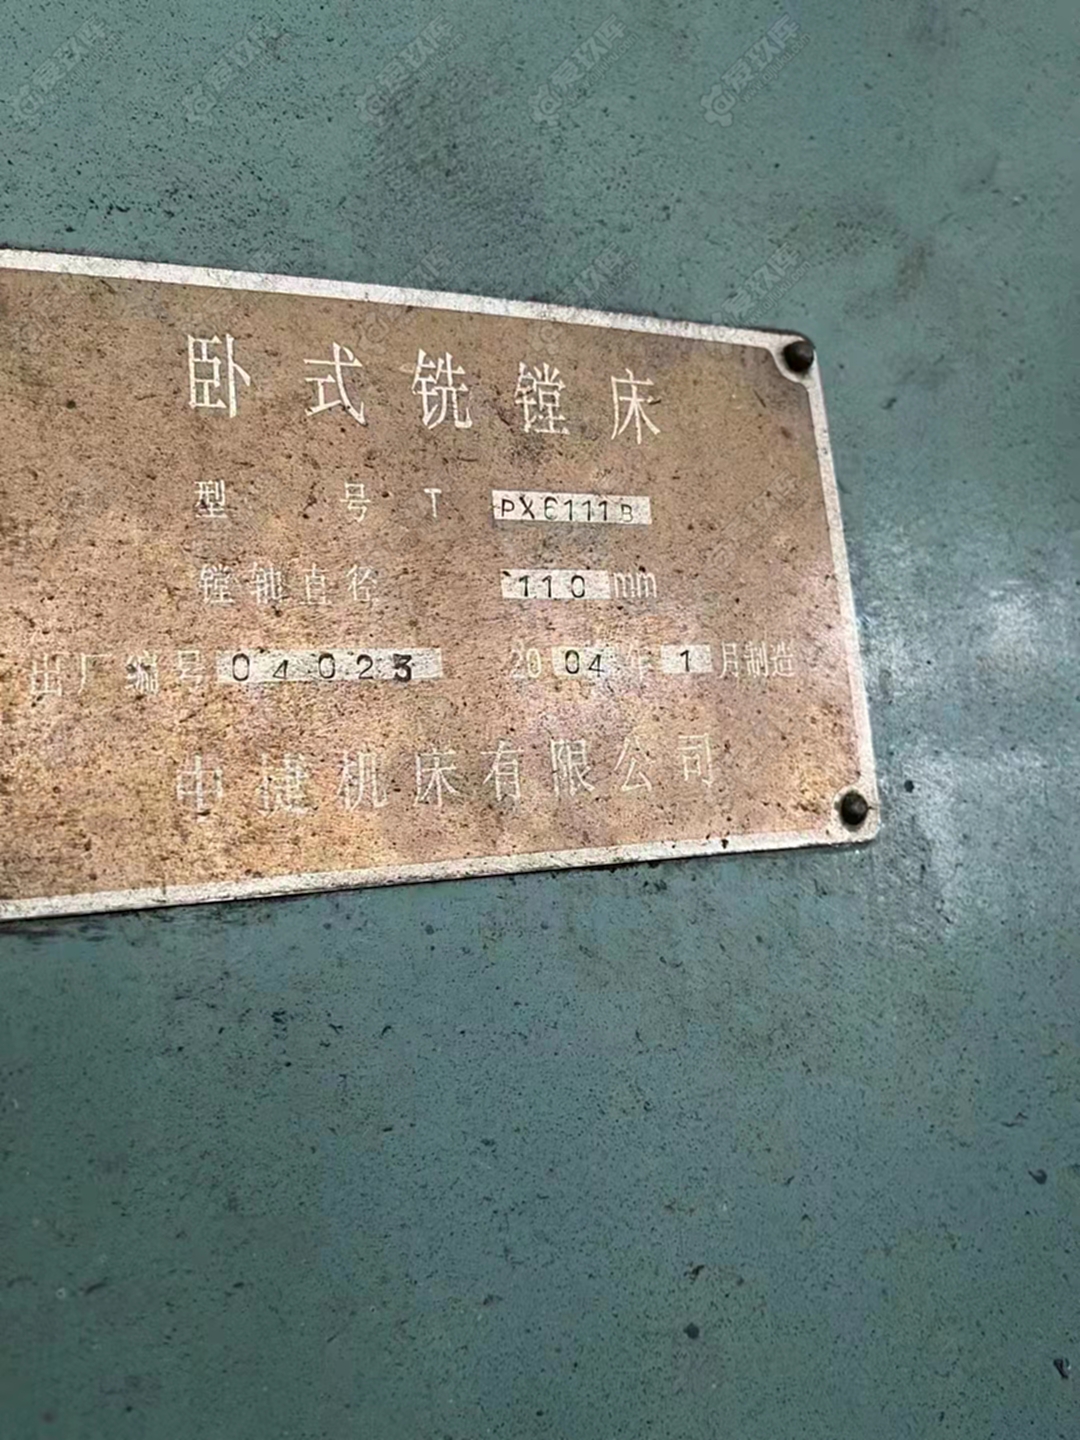 卧式铣镗床
型号 T PX6111B
镗轴直径 110 mm
出厂编号 04023 2004年1月制造
中捷机床有限公司